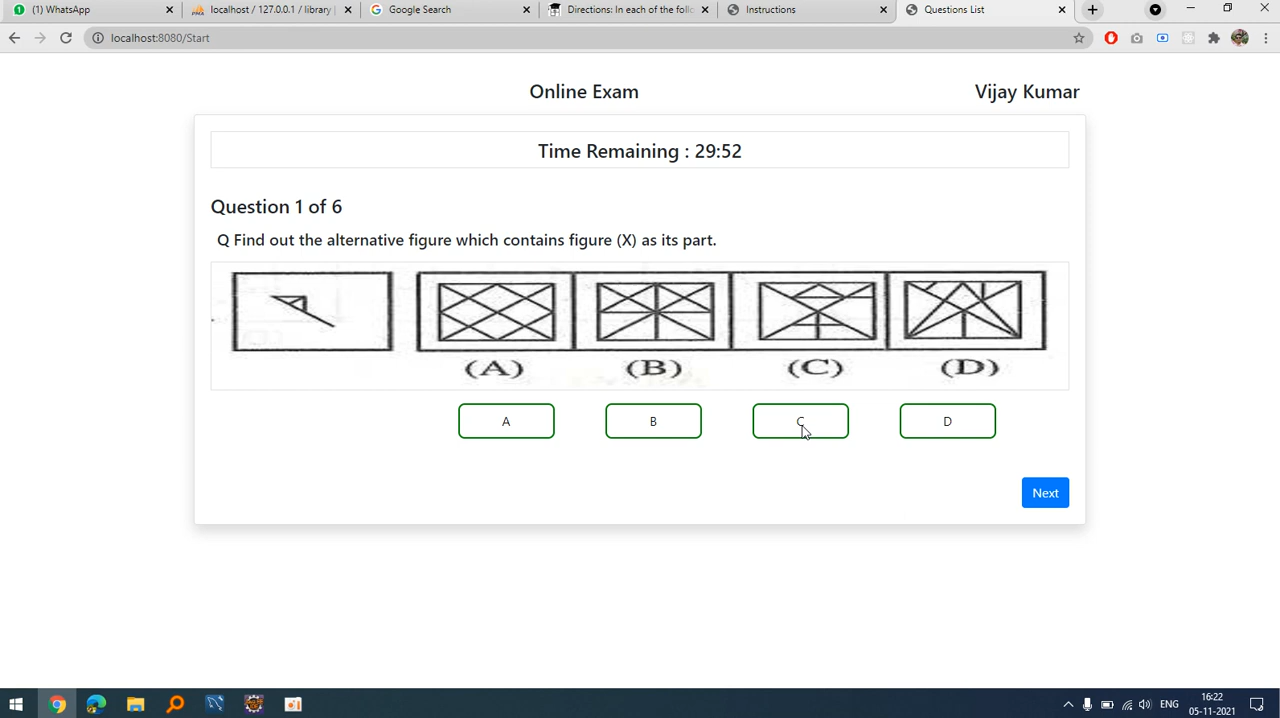 (1) WhatsApp
localhost / 127.0.0.1 / library |
Google Search
Directions: In each of the follo
Instructions
Questions List
localhost:8080/Start
Online Exam
Vijay Kumar
Time Remaining : 29:52
Question 1 of 6
Q Find out the alternative figure which contains figure (X) as its part.
(A) (B) (C) (D)
A B C D
Next
ENG
16:22
05-11-2021